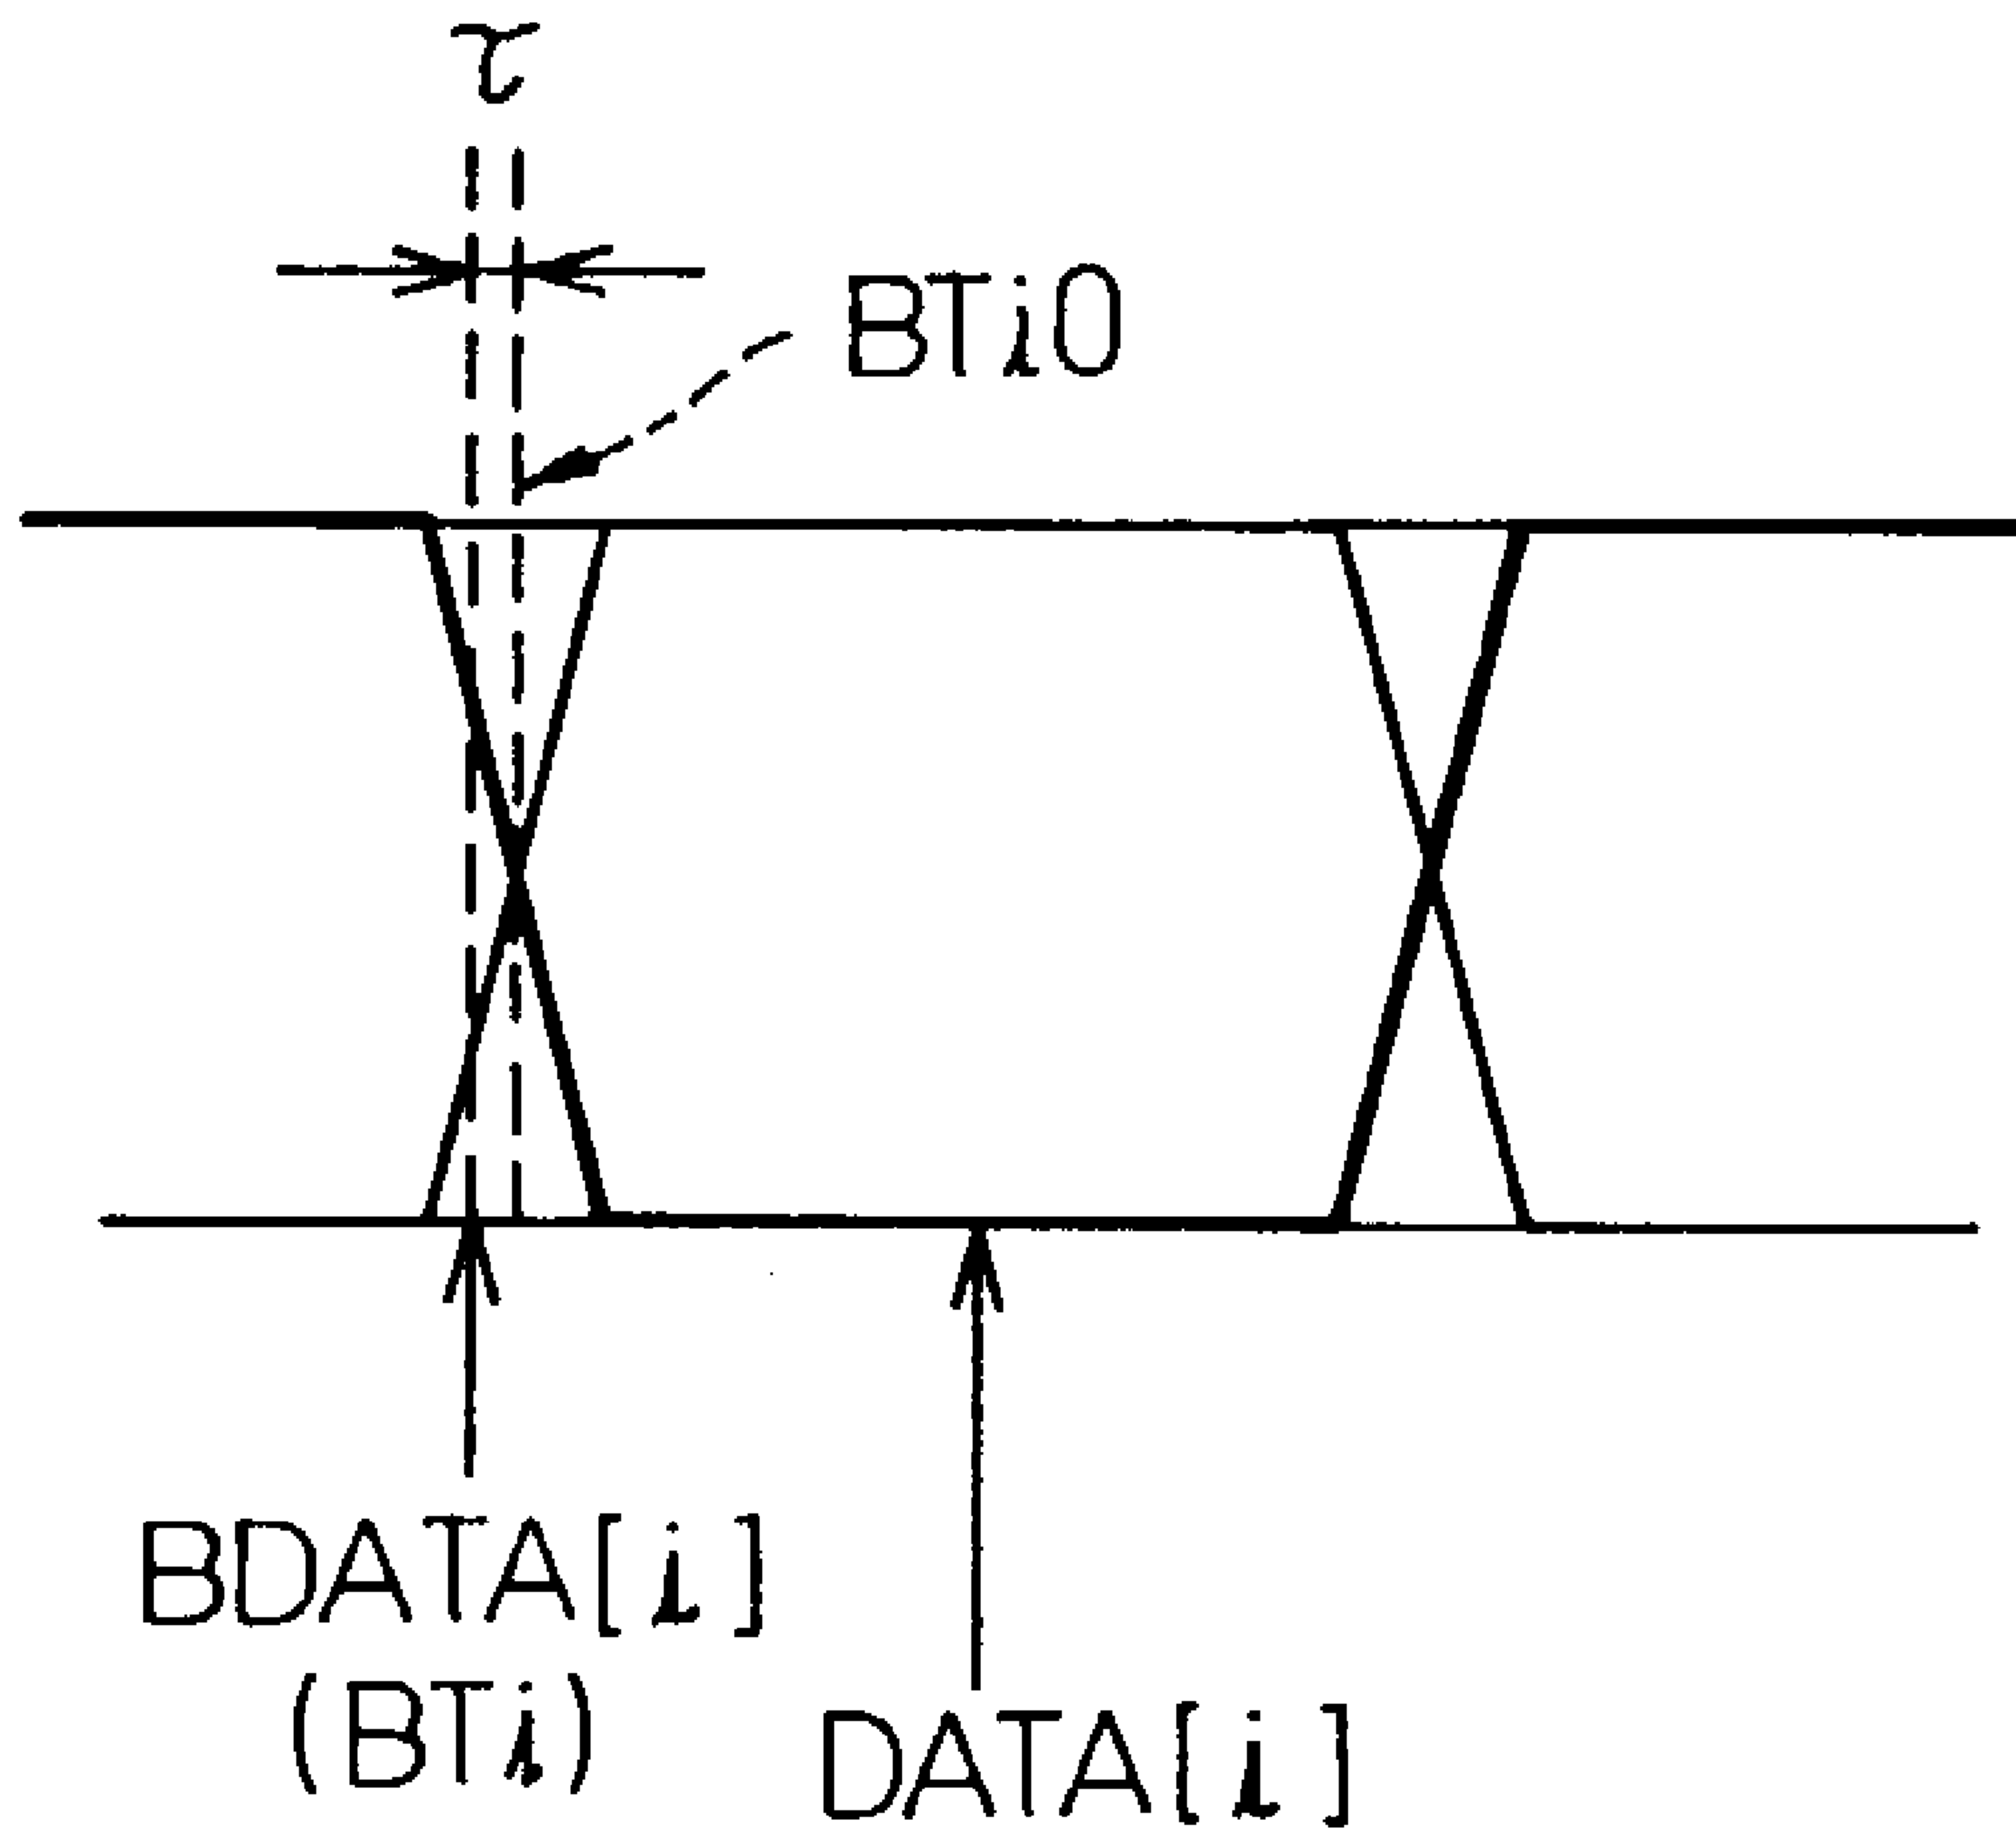 τ
BTi0
BDATA[i]
(BTi)
DATA[i]